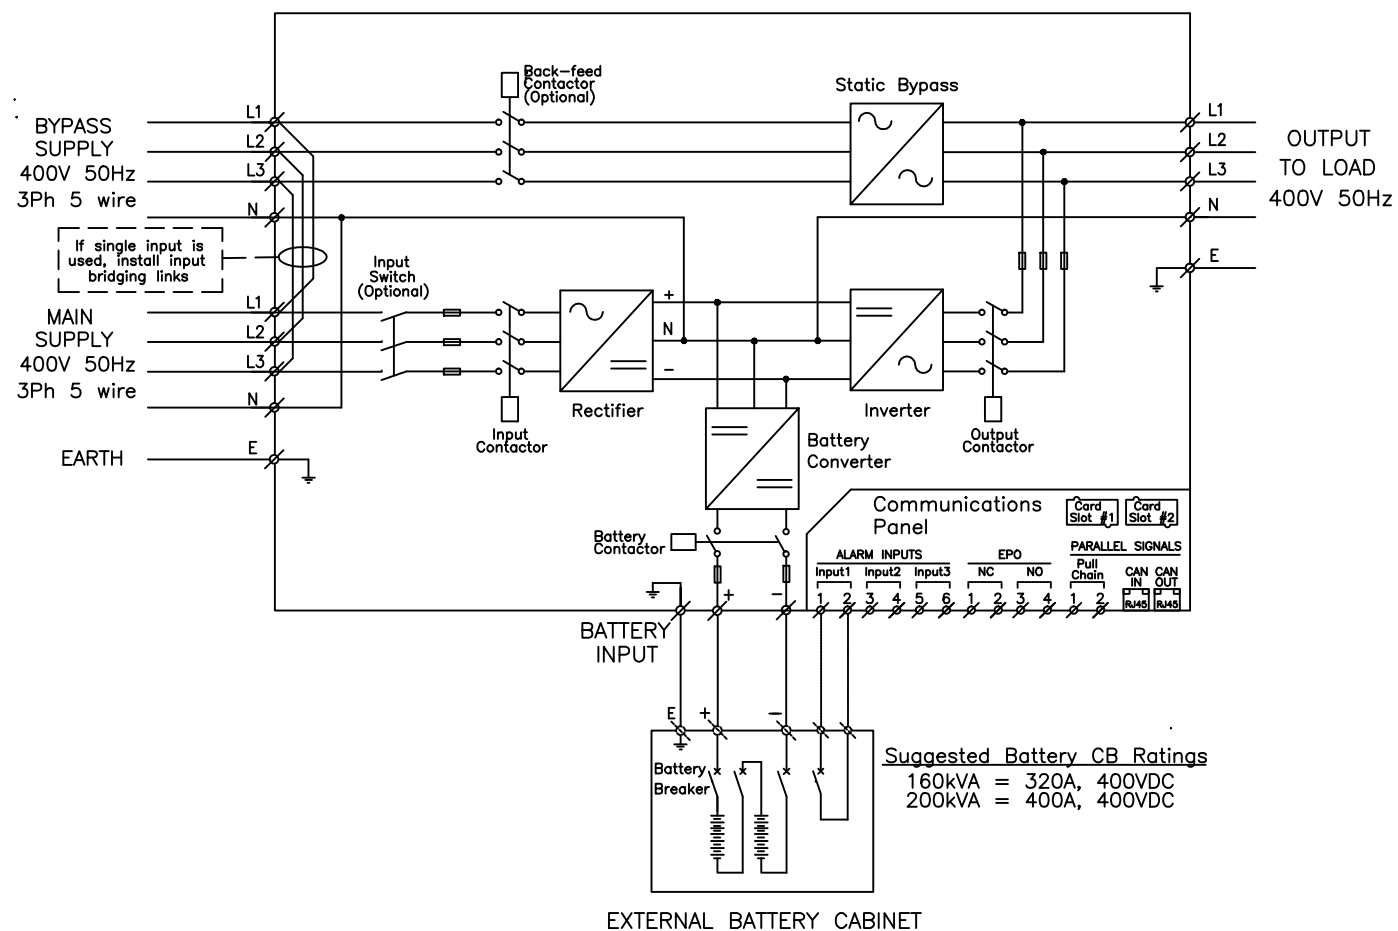 Back-feed
Contactor
(Optional)
Static Bypass
BYPASS
SUPPLY
400V 50Hz
3Ph 5 wire
L1
L2
L3
N
L1
L2
L3
N
E
OUTPUT
TO LOAD
400V 50Hz
If single input is
used, install input
bridging links
Input
Switch
(Optional)
MAIN
SUPPLY
400V 50Hz
3Ph 5 wire
L1
L2
L3
N
+
N
−
Rectifier
Inverter
Input
Contactor
Output
Contactor
Battery
Converter
EARTH
E
Battery
Contactor
Communications
Panel
Card
Slot #1
Card
Slot #2
ALARM INPUTS
EPO
PARALLEL SIGNALS
Input1
Input2
Input3
NC
NO
Pull
Chain
CAN
IN
CAN
OUT
1 2 3 4 5 6 1 2 3 4 1 2
RJ45
RJ45
+ −
BATTERY
INPUT
E + −
Battery
Breaker
Suggested Battery CB Ratings
160kVA = 320A, 400VDC
200kVA = 400A, 400VDC
EXTERNAL BATTERY CABINET